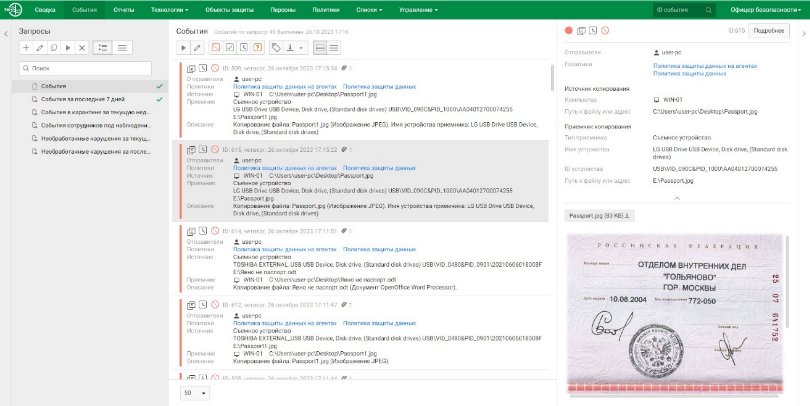 Сводка События Отчеты Технологии Объекты защиты Персоны Политики Списки Управление ID события Офицер безопасности
Запросы
Поиск
События
События за последние 7 дней
События в карантине за текущую нед...
События сотрудников под наблюдени...
Необработанные нарушения за текущ...
Необработанные нарушения за после...
События События по запросу: 49 Выполнен: 26.10.2023 17:16
ID: 509, четверг, 26 октября 2023 17:15:34 1
Отправители user-pc
Политики Политика защиты данных на агентах Политика защиты данных
Источник WIN-01 C:\Users\user-pc\Desktop\Passport1.jpg
Приемник Съемное устройство
LG USB Drive USB Device, Disk drive, (Standard disk drives) USB\VID_090C&PID_1000\AA04012700074255
E:\Passport1.jpg
Описание Копирование файла: Passport1.jpg (Изображение JPEG). Имя устройства приемника: LG USB Drive USB Device,
Disk drive, (Standard disk drives)
ID: 615, четверг, 26 октября 2023 17:15:22 1
Отправители user-pc
Политики Политика защиты данных на агентах Политика защиты данных
Источник WIN-01 C:\Users\user-pc\Desktop\Passport.jpg
Приемник Съемное устройство
LG USB Drive USB Device, Disk drive, (Standard disk drives) USB\VID_090C&PID_1000\AA04012700074255
E:\Passport.jpg
Описание Копирование файла: Passport.jpg (Изображение JPEG). Имя устройства приемника: LG USB Drive USB Device,
Disk drive, (Standard disk drives)
ID: 614, четверг, 26 октября 2023 17:11:51 1
Отправители user-pc
Политики Политика защиты данных на агентах Политика защиты данных
Источник Съемное устройство
TOSHIBA EXTERNAL_USB USB Device, Disk drive, (Standard disk drives)
Приемник WIN-01 C:\Users\user-pc\Desktop\Явно не паспорт.odt
Описание Копирование файла: Явно не паспорт.odt (Документ OpenOffice Word Processor).
ID: 612, четверг, 26 октября 2023 17:11:47 1
Отправители user-pc
Политики Политика защиты данных на агентах Политика защиты данных
Источник Съемное устройство
TOSHIBA EXTERNAL_USB USB Device, Disk drive, (Standard disk drives)
E:\Passport1.jpg
Приемник WIN-01 C:\Users\user-pc\Desktop\Passport1.jpg
Описание Копирование файла: Passport1.jpg (Изображение JPEG).
50
ID:615 Подробнее
Отправители user-pc
Политики Политика защиты данных на агентах
Политика защиты данных
Источник копирования
Компьютер WIN-01
Путь к файлу или адрес C:\Users\user-pc\Desktop\Passport.jpg
Приемник копирования
Тип приемника Съемное устройство
Имя устройства LG USB Drive USB Device, Disk drive, (Standard disk
drives)
ID устройства USB\VID_090C&PID_1000\AA04012700074255
Путь к файлу или адрес E:\Passport.jpg
Passport.jpg (83 KB)
РОССИЙСКАЯ ФЕДЕРАЦИЯ
Паспорт выдан
ОТДЕЛОМ ВНУТРЕННИХ ДЕЛ
"ГОЛЬЯНОВО"
ГОР. МОСКВЫ
Дата выдачи 10.08.2004 772-050
Личный код